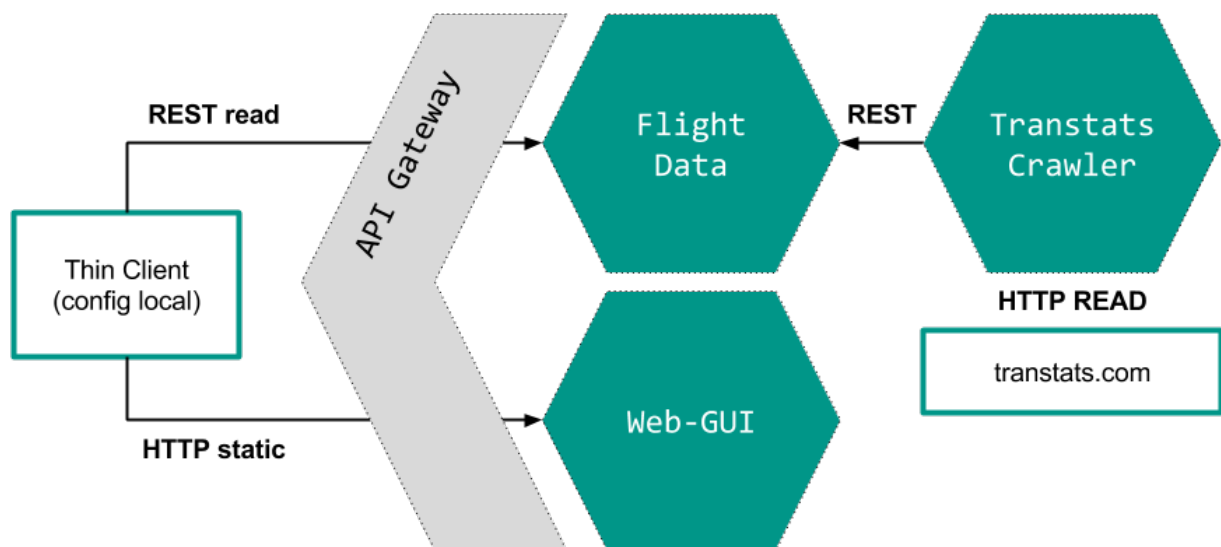 REST read
API Gateway
Flight
Data
REST
Transtats
Crawler
Thin Client
(config local)
HTTP READ
transtats.com
HTTP static
Web-GUI